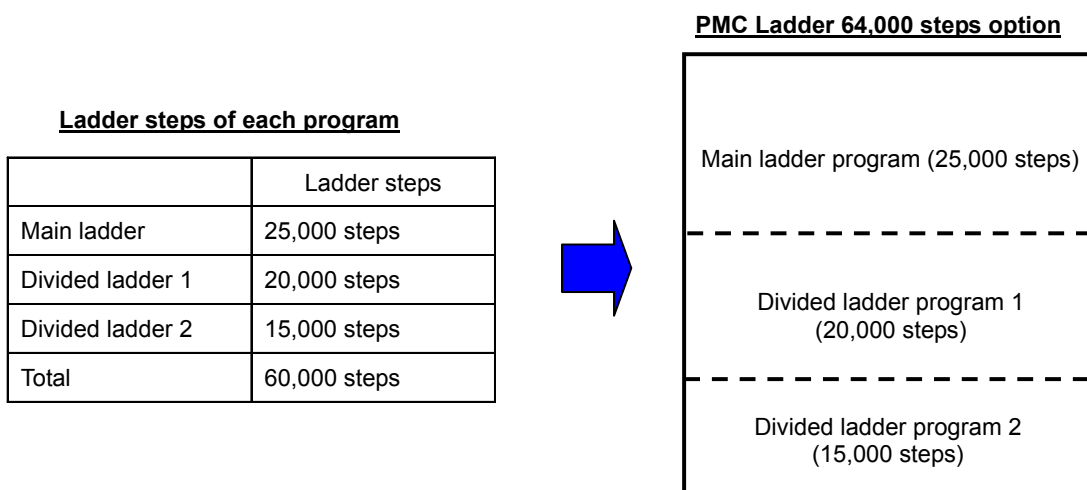 PMC Ladder 64,000 steps option
Ladder steps of each program
Ladder steps
Main ladder 25,000 steps
Divided ladder 1 20,000 steps
Divided ladder 2 15,000 steps
Total 60,000 steps
Main ladder program (25,000 steps)
Divided ladder program 1
(20,000 steps)
Divided ladder program 2
(15,000 steps)